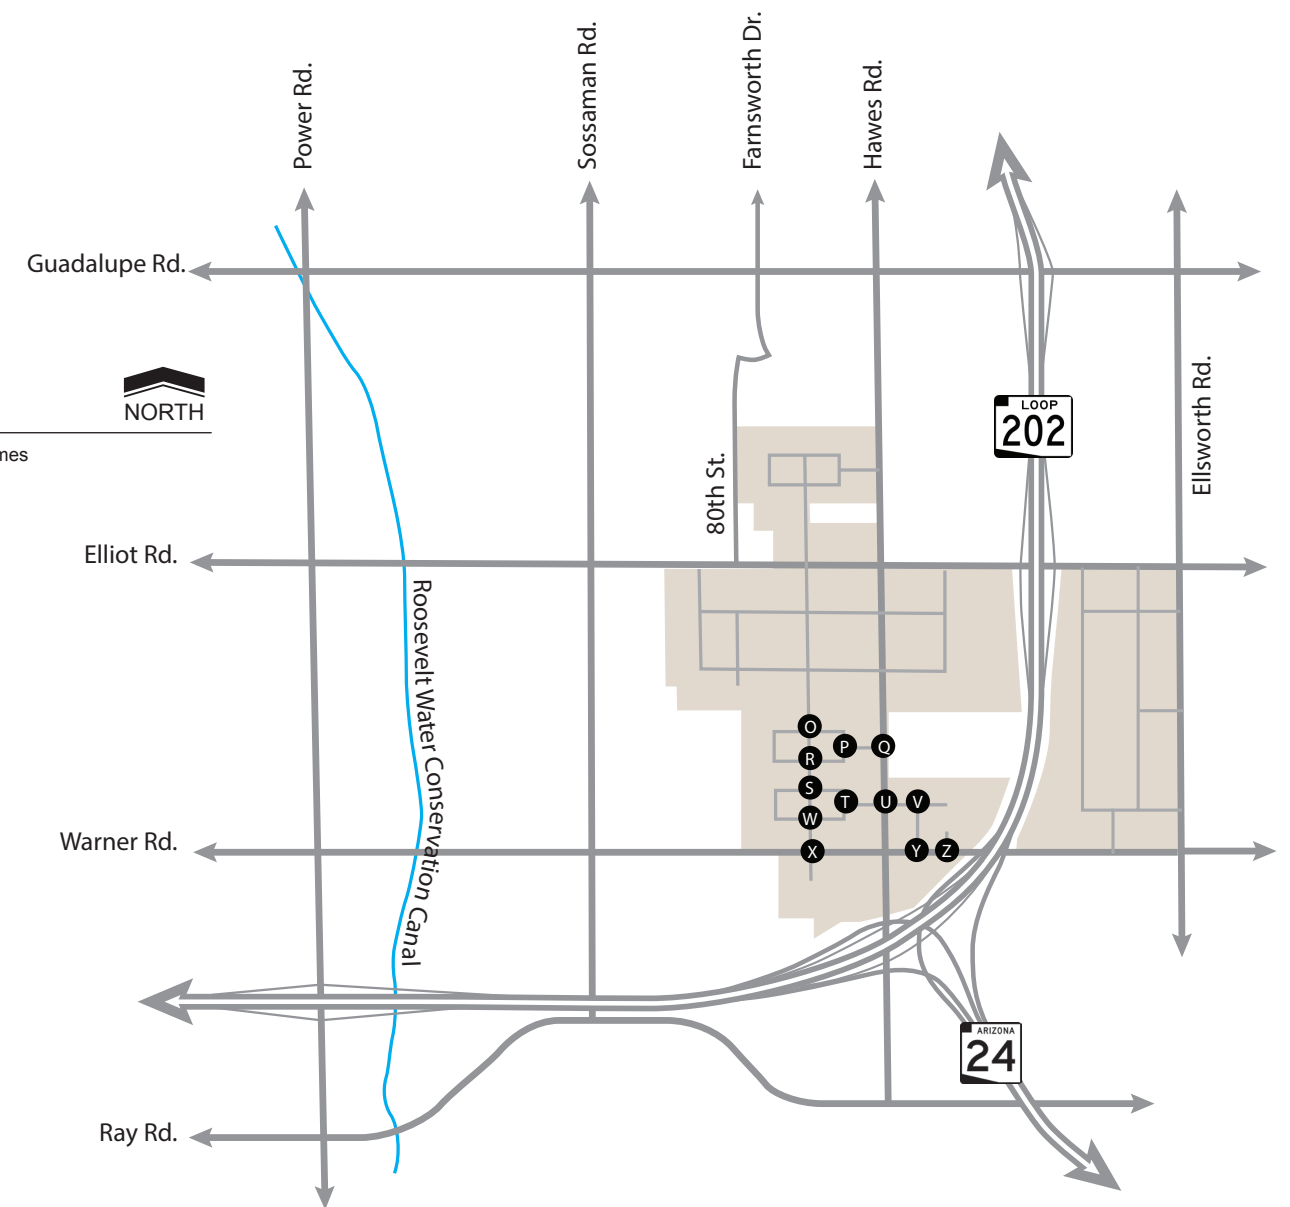 Power Rd.
Sossaman Rd.
Farnsworth Dr.
Hawes Rd.
Guadalupe Rd.
NORTH
mes
LOOP
202
Ellsworth Rd.
80th St.
Elliot Rd.
Roosevelt Water Conservation Canal
O
P
Q
R
S
T
U
V
W
Warner Rd.
X
Y
Z
ARIZONA
24
Ray Rd.